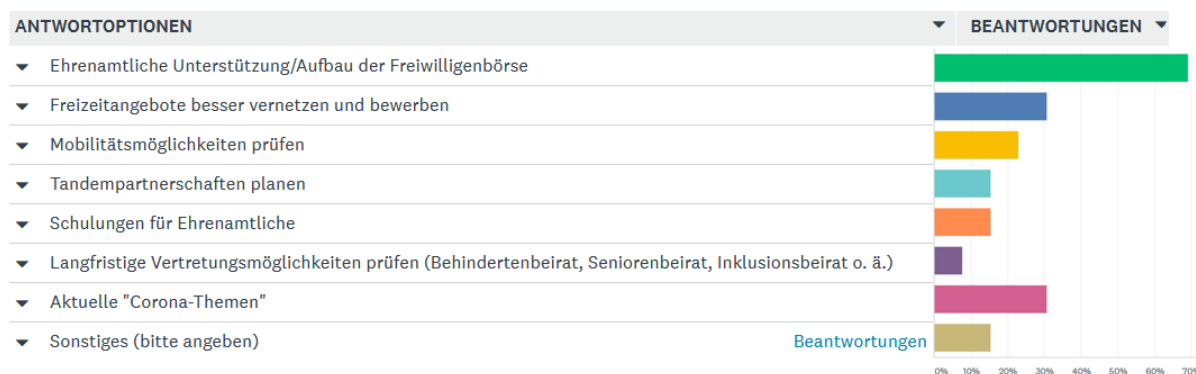 ANTWORTOPTIONEN BEANTWORTUNGEN
Ehrenamtliche Unterstützung/Aufbau der Freiwilligenbörse
Freizeitangebote besser vernetzen und bewerben
Mobilitätsmöglichkeiten prüfen
Tandempartnerschaften planen
Schulungen für Ehrenamtliche
Langfristige Vertretungsmöglichkeiten prüfen (Behindertenbeirat, Seniorenbeirat, Inklusionsbeirat o. ä.)
Aktuelle "Corona-Themen"
Sonstiges (bitte angeben) Beantwortungen
0% 10% 20% 30% 40% 50% 60% 70%